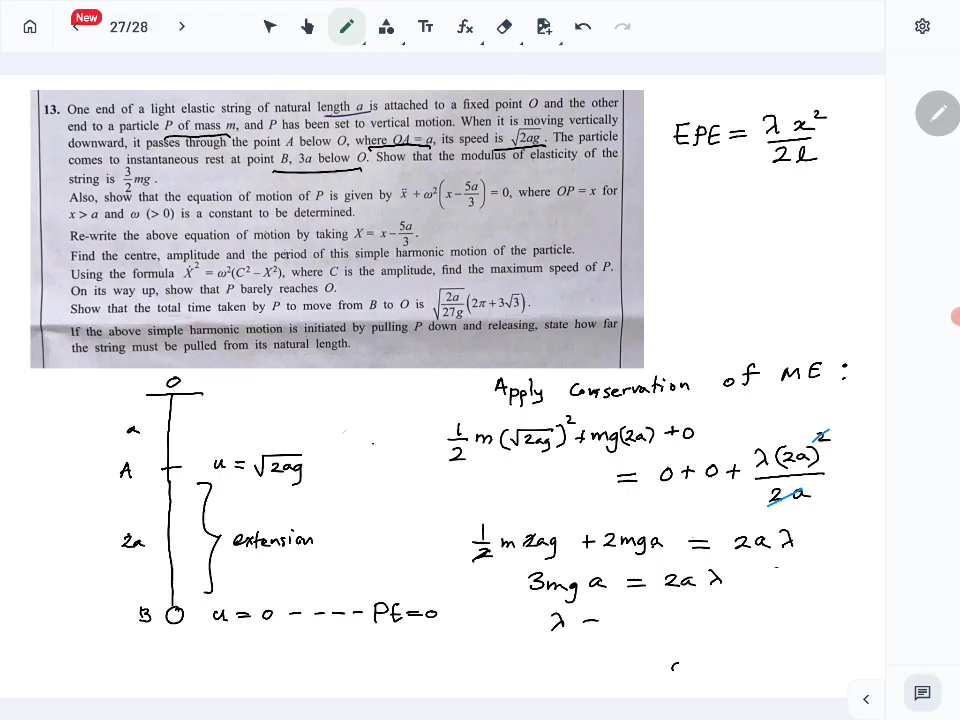 New
27/28
Tт fx
13. One end of a light elastic string of natural length a is attached to a fixed point O and the other
end to a particle P of mass m, and P has been set to vertical motion. When it is moving vertically
downward, it passes through the point A below O, where OA = a, its speed is √2ag. The particle
comes to instantaneous rest at point B, 3a below O. Show that the modulus of elasticity of the
string is 3/2 mg.
Also, show that the equation of motion of P is given by ẍ + ω²(x − 5a/3) = 0, where OP = x for
x > a and ω (> 0) is a constant to be determined.
Re-write the above equation of motion by taking X = x − 5a/3.
Find the centre, amplitude and the period of this simple harmonic motion of the particle.
Using the formula Ẋ² = ω²(C² − X²), where C is the amplitude, find the maximum speed of P.
On its way up, show that P barely reaches O.
Show that the total time taken by P to move from B to O is √(2a/27g) (2π + 3√3).
If the above simple harmonic motion is initiated by pulling P down and releasing, state how far
the string must be pulled from its natural length.
EPE = λ x² / 2l
O
a
A u = √2ag
2a extension
B u = 0 - - - - PE = 0
Apply conservation of ME :
1/2 m (√2ag)² + mg(2a) + 0
= 0 + 0 + λ(2a)² / 2a
1/2 m 2ag + 2mga = 2a λ
3mg a = 2a λ
λ =